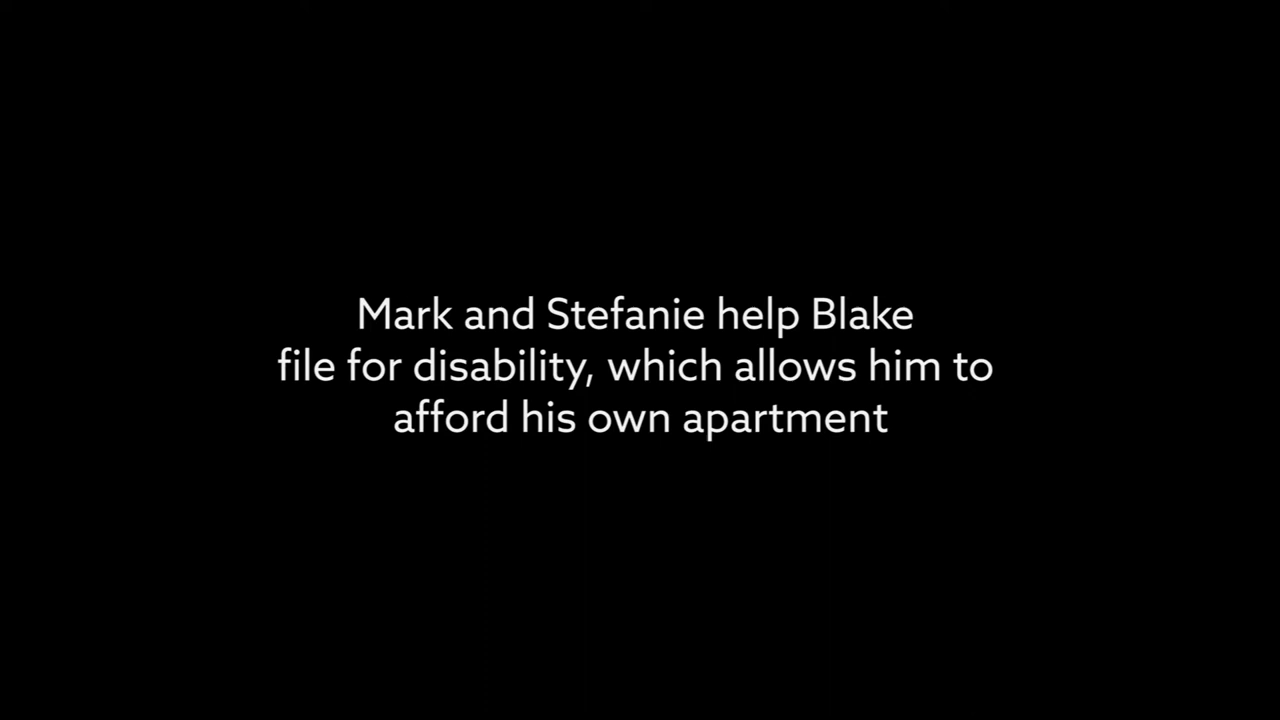 Mark and Stefanie help Blake
file for disability, which allows him to
afford his own apartment